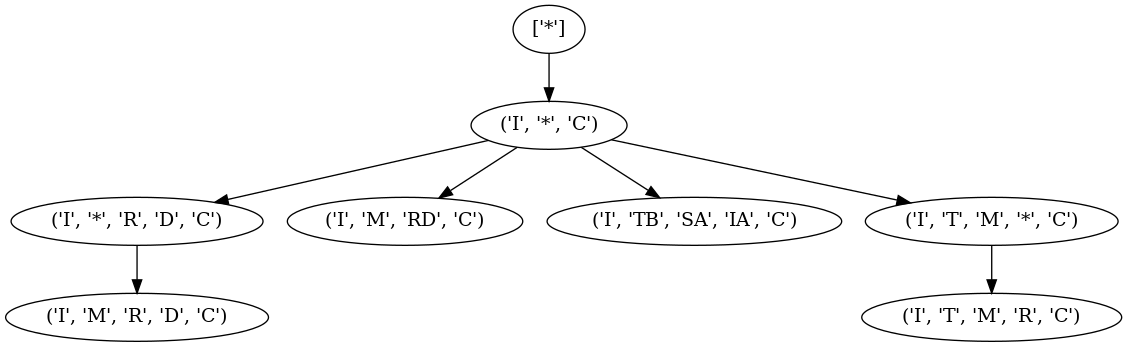 ['*']
('I', '*', 'C')
('I', '*', 'R', 'D', 'C')
('I', 'M', 'RD', 'C')
('I', 'TB', 'SA', 'IA', 'C')
('I', 'T', 'M', '*', 'C')
('I', 'M', 'R', 'D', 'C')
('I', 'T', 'M', 'R', 'C')